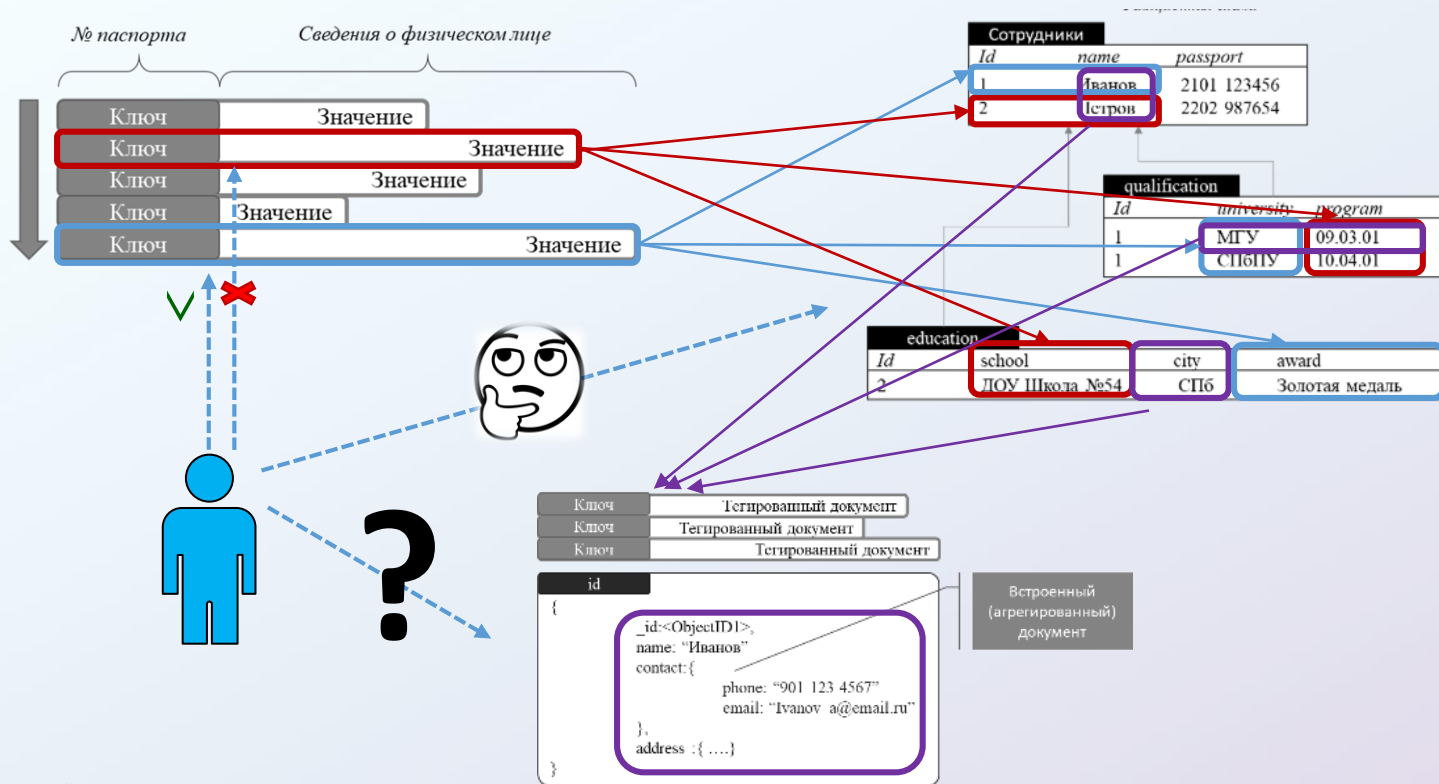 № паспорта
Сведения о физическом лице
Ключ Значение
Ключ Значение
Ключ Значение
Ключ Значение
Ключ Значение
Сотрудники
Id name passport
1 Иванов 2101 123456
2 Петров 2202 987654
qualification
Id university program
1 МГУ 09.03.01
1 СПбПУ 10.04.01
education
Id school city award
2 ДОУ Школа №54 СПб Золотая медаль
?
Ключ Тегированный документ
Ключ Тегированный документ
Ключ Тегированный документ
id
{
_id:<ObjectID1>,
name: “Иванов”
contact:{
phone: “901 123 4567”
email: “Ivanov a@email.ru”
},
address :{ ….}
}
Встроенный
(агрегированный)
документ